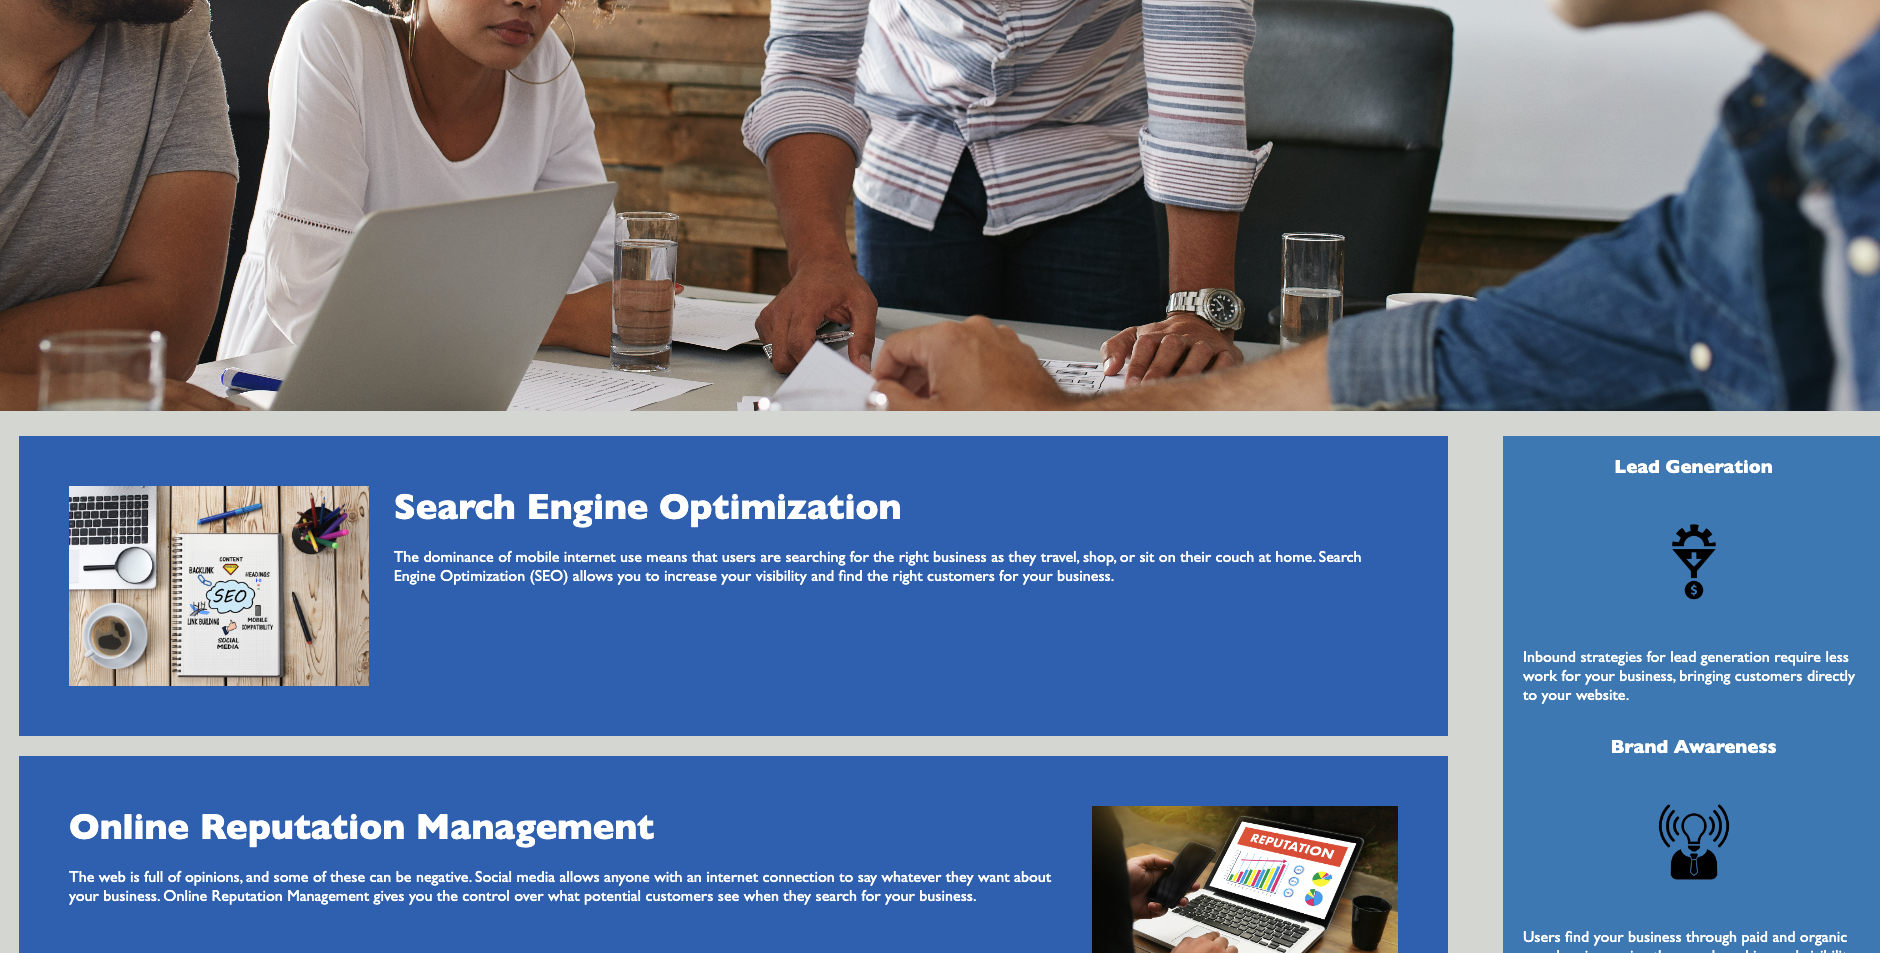 Search Engine Optimization
The dominance of mobile internet use means that users are searching for the right business as they travel, shop, or sit on their couch at home. Search
Engine Optimization (SEO) allows you to increase your visibility and find the right customers for your business.
CONTENT
BACKLINK
HEADINGS
SEO
LINK BUILDING
MOBILE
COMPATIBILITY
SOCIAL
MEDIA
Online Reputation Management
The web is full of opinions, and some of these can be negative. Social media allows anyone with an internet connection to say whatever they want about
your business. Online Reputation Management gives you the control over what potential customers see when they search for your business.
REPUTATION
Lead Generation
$
Inbound strategies for lead generation require less
work for your business, bringing customers directly
to your website.
Brand Awareness
Users find your business through paid and organic